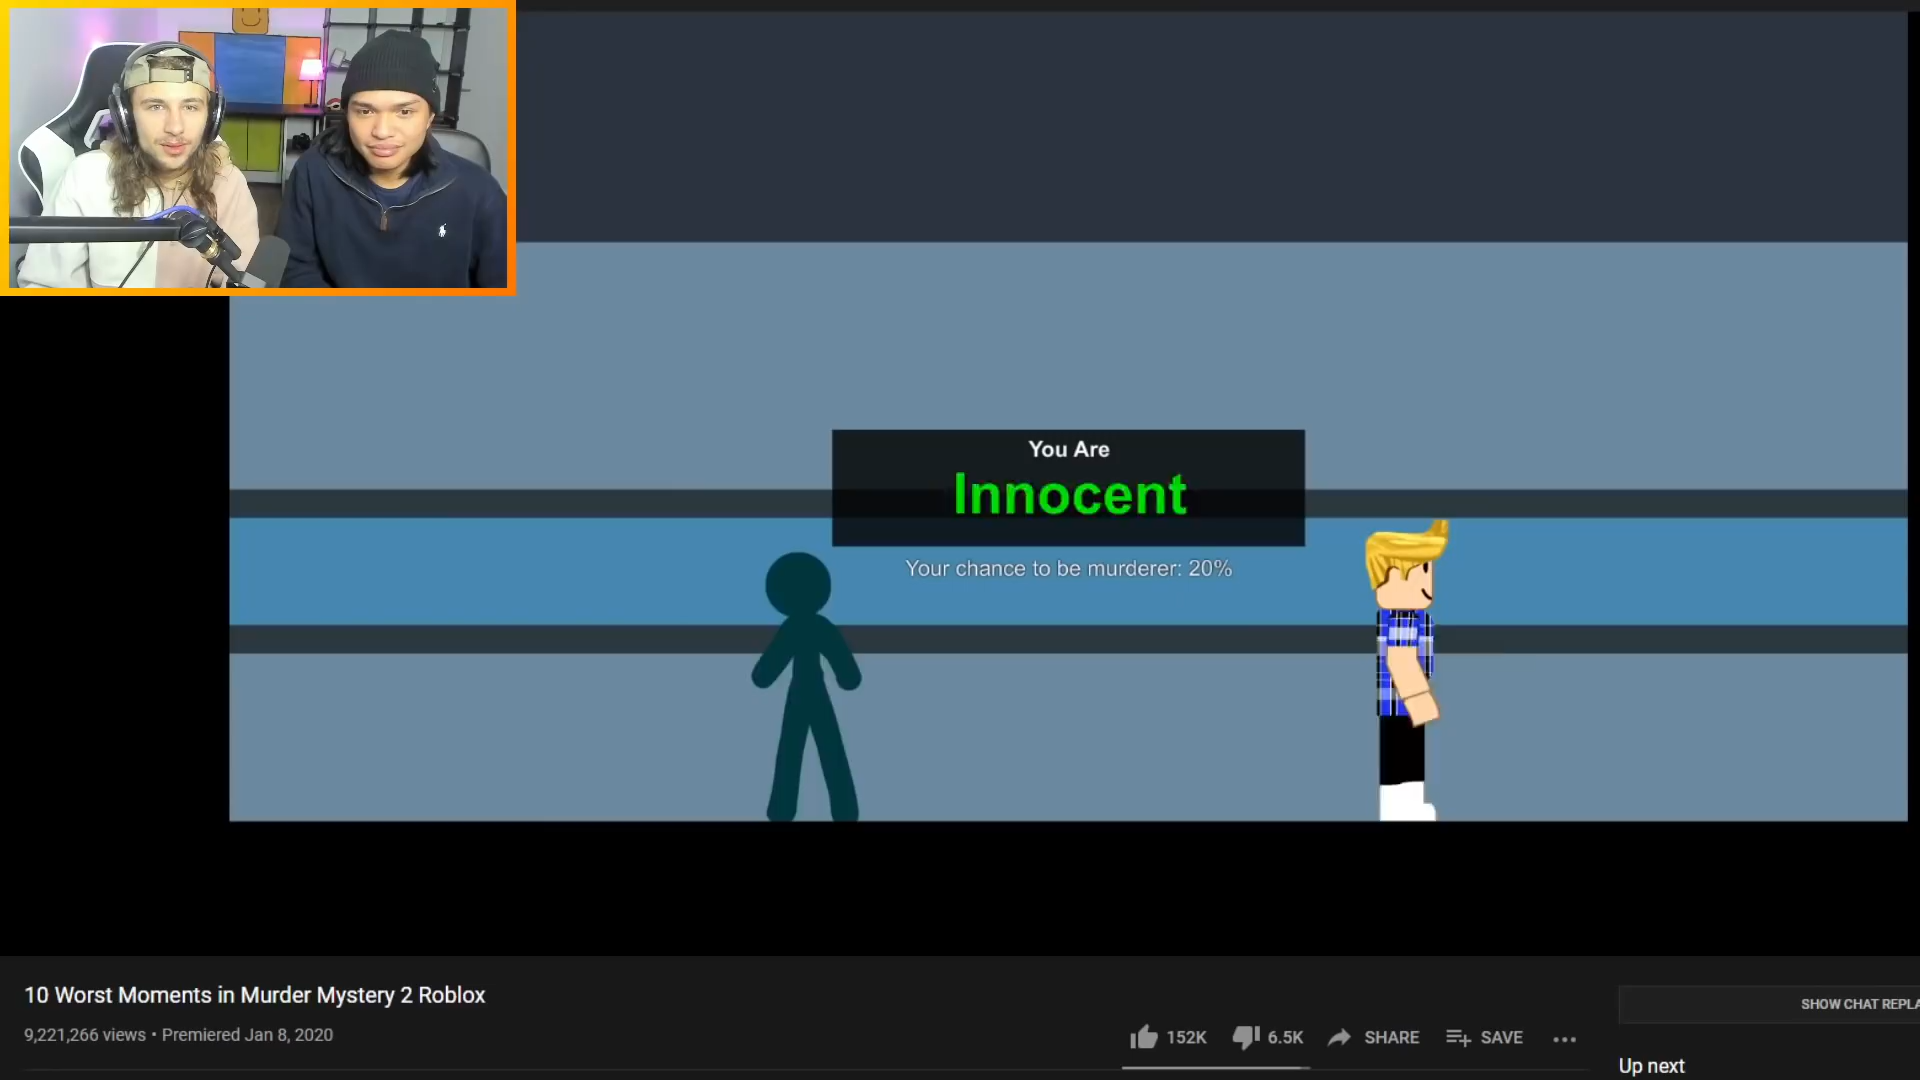 You Are
Innocent
Your chance to be murderer: 20%
10 Worst Moments in Murder Mystery 2 Roblox
9,221,266 views • Premiered Jan 8, 2020
152K
6.5K
SHARE
SAVE
SHOW CHAT REPLA
Up next